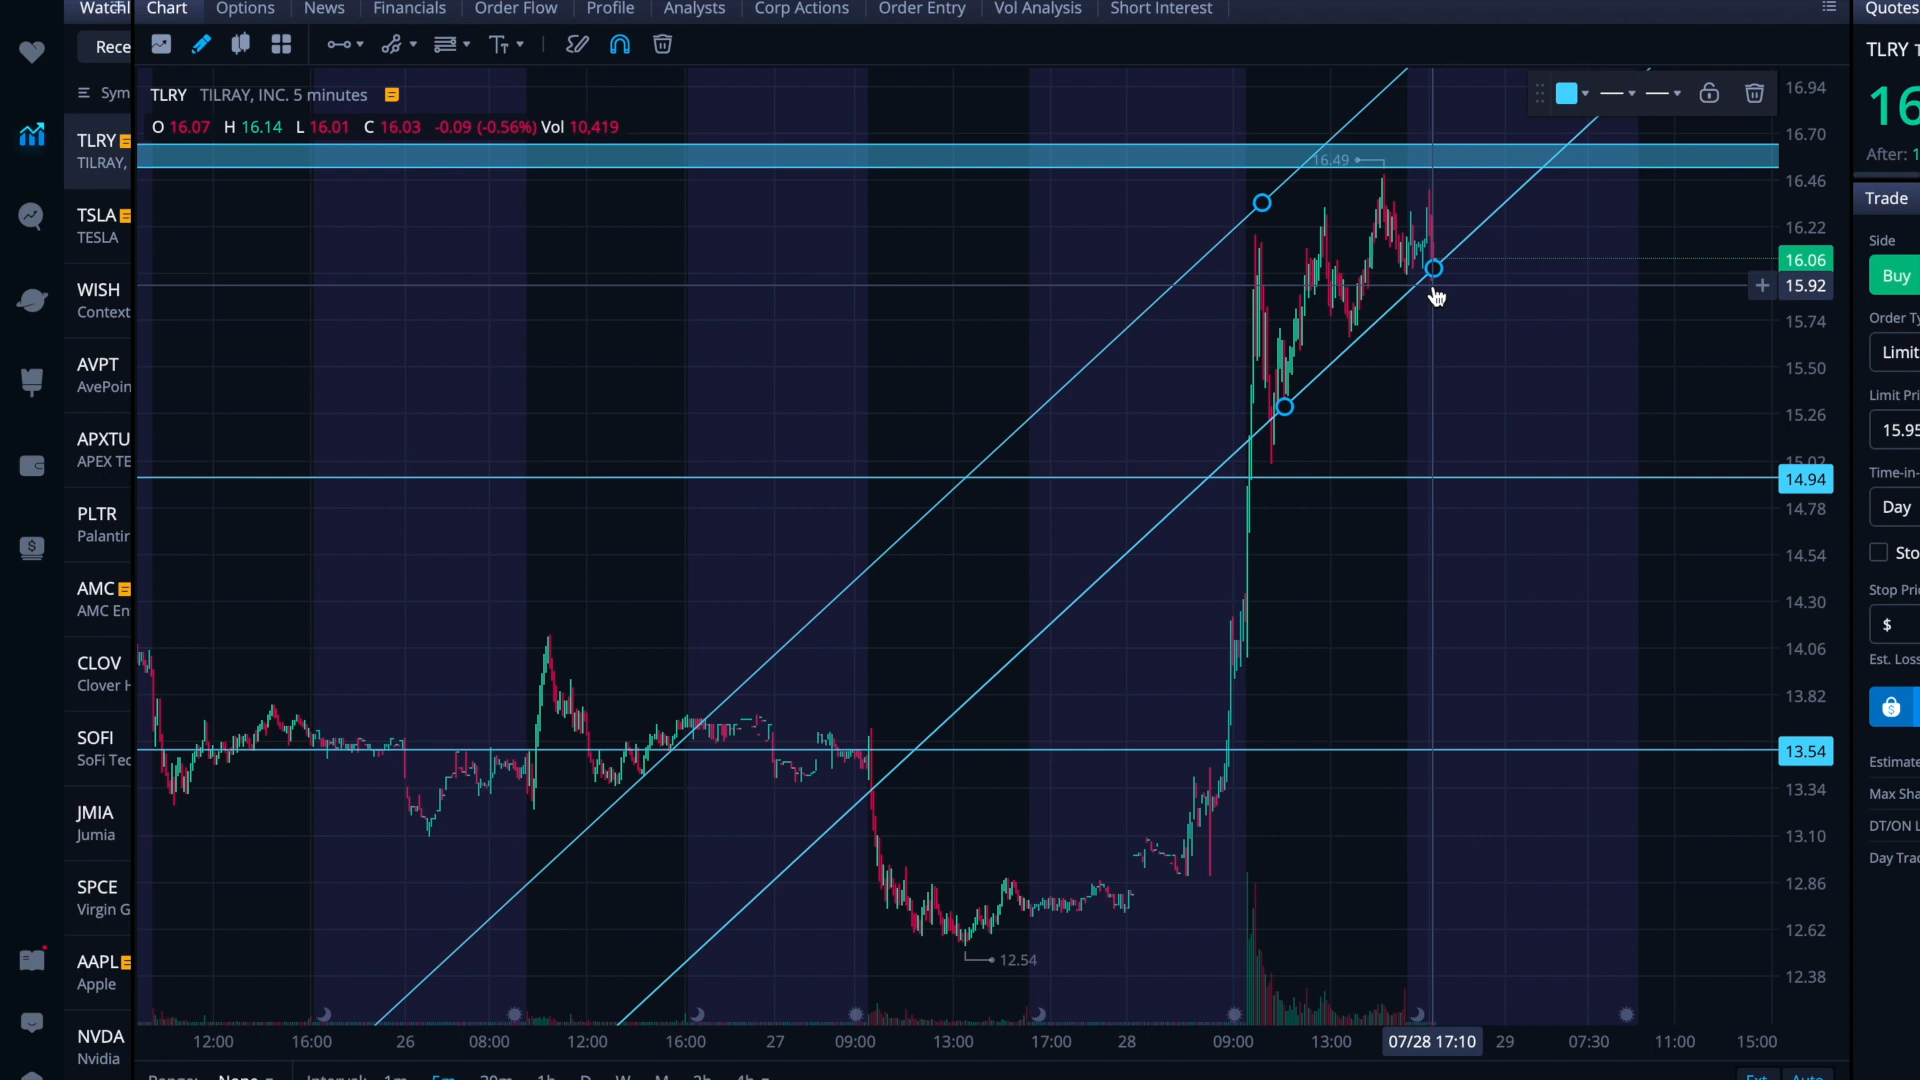 Chart Options News Financials Order Flow Profile Analysts Corp Actions Order Entry Vol Analysis Short Interest Quotes
Rece
TLRY
Sym
TLRY TILRAY, INC. 5 minutes
O 16.07 H 16.14 L 16.01 C 16.03 -0.09 (-0.56%) Vol 10,419
16
After: 1
TLRY
TILRAY,
TSLA
TESLA
WISH
Context
AVPT
AvePoin
APXTU
APEX TE
PLTR
Palantir
AMC
AMC En
CLOV
Clover H
SOFI
SoFi Tec
JMIA
Jumia
SPCE
Virgin G
AAPL
Apple
NVDA
Nvidia
16.49
12.54
16.94
16.70
16.46
16.22
16.06
15.92
15.74
15.50
15.26
15.02
14.94
14.78
14.54
14.30
14.06
13.82
13.54
13.34
13.10
12.86
12.62
12.38
12:00 16:00 26 08:00 12:00 16:00 27 09:00 13:00 17:00 28 09:00 13:00 07/28 17:10 29 07:30 11:00 15:00
Trade
Side
Buy
Order Ty
Limit
Limit Pri
15.95
Time-in-
Day
Sto
Stop Pric
$
Est. Loss
Estimate
Max Sha
DT/ON L
Day Trad